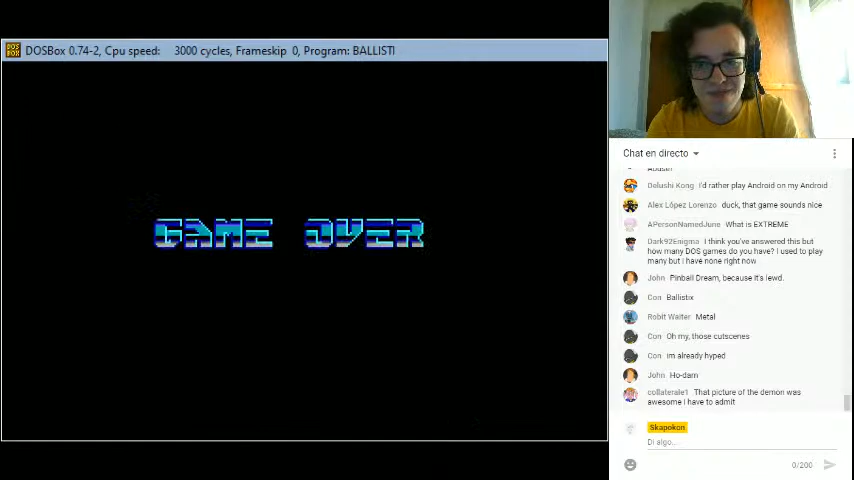 DOSBox 0.74-2, Cpu speed: 3000 cycles, Frameskip 0, Program: BALLISTI
GAME OVER
Chat en directo
Delushi Kong I'd rather play Android on my Android
Alex López Lorenzo duck, that game sounds nice
APersonNamedJune What is EXTREME
Dark92Enigma I think you've answered this but
how many DOS games do you have? I used to play
many but i have none right now
John Pinball Dream, because it's lewd.
Con Ballistix
Robit Waiter Metal
Con Oh my, those cutscenes
Con im already hyped
John Ho-dam
collaterale1 That picture of the demon was
awesome i have to admit
Skapokon
Di algo...
0/200